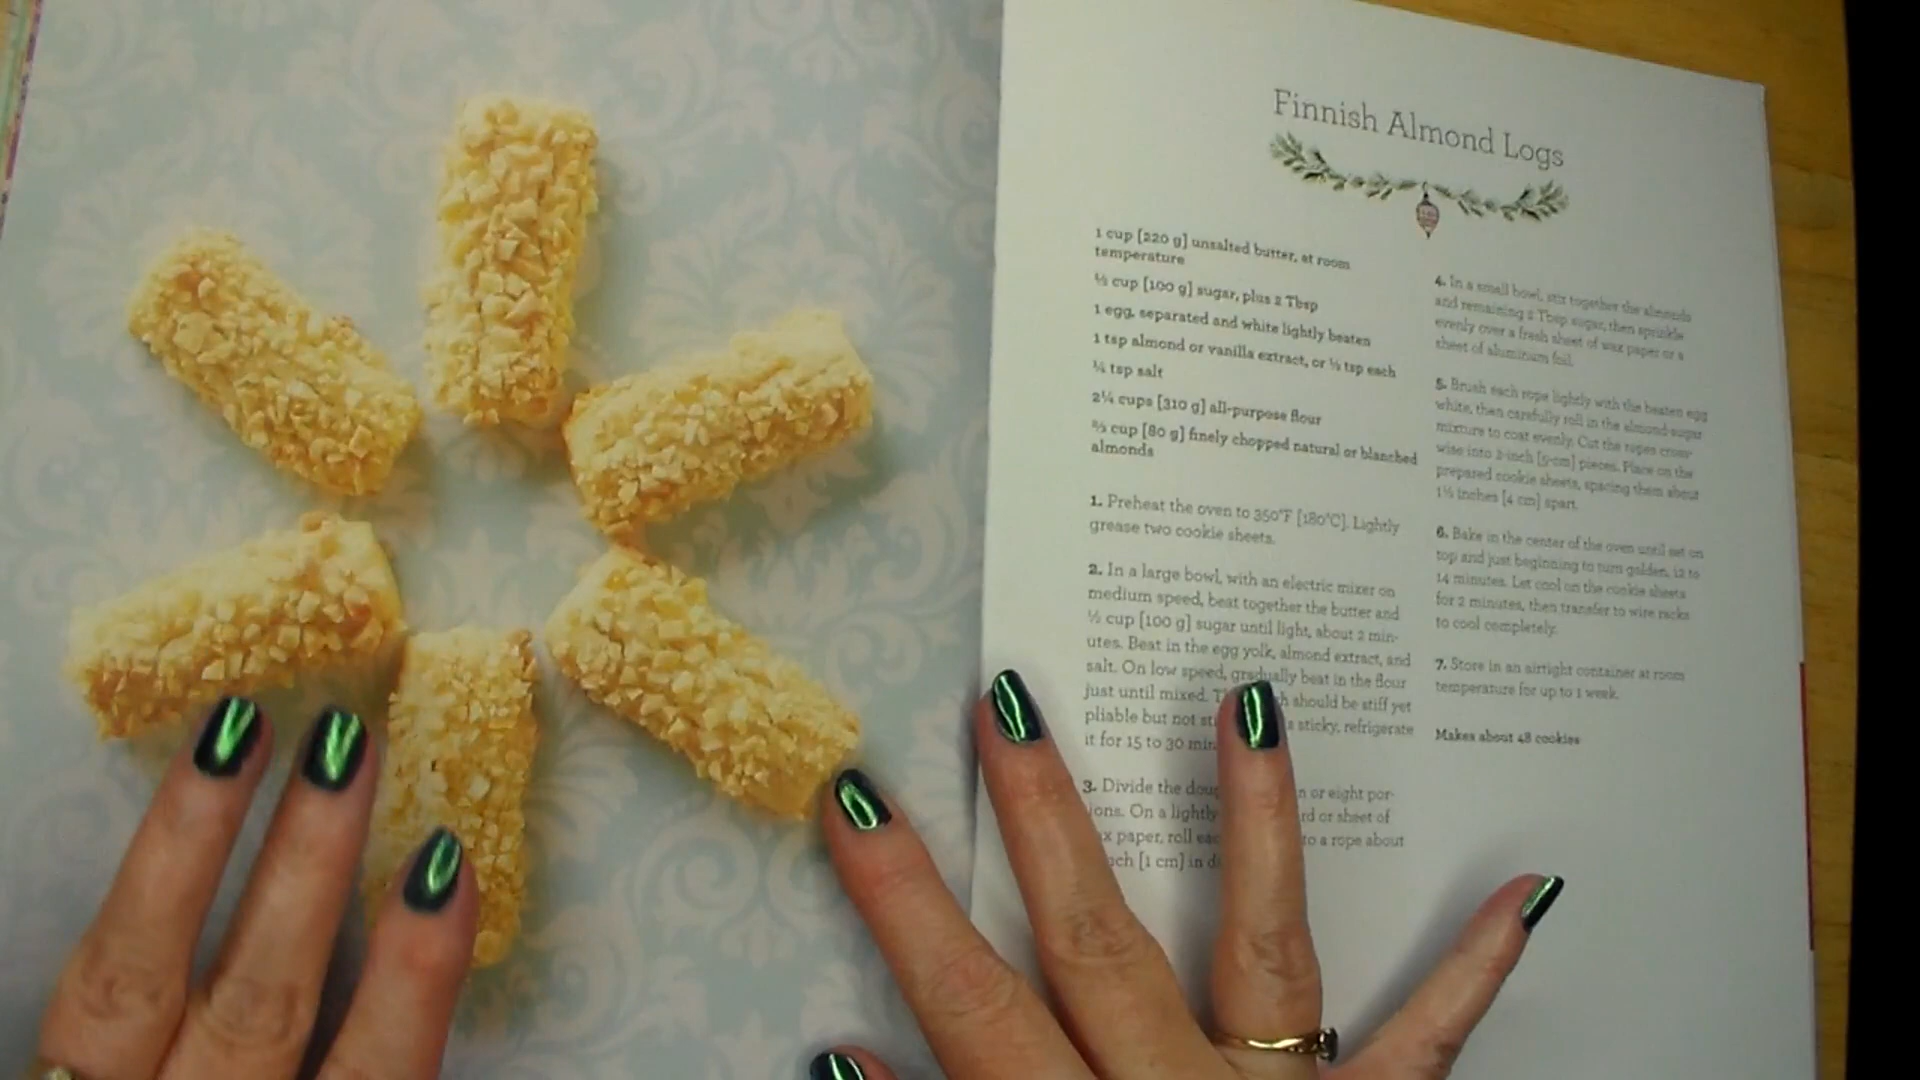 Finnish Almond Logs
1 cup [220 g] unsalted butter, at room
temperature
½ cup [100 g] sugar, plus 2 Tbsp
1 egg, separated and white lightly beaten
1 tsp almond or vanilla extract, or ½ tsp each
¼ tsp salt
2¼ cups [310 g] all-purpose flour
⅔ cup [80 g] finely chopped natural or blanched
almonds
1. Preheat the oven to 350°F [180°C]. Lightly
grease two cookie sheets.
2. In a large bowl, with an electric mixer on
medium speed, beat together the butter and
½ cup [100 g] sugar until light, about 2 min-
utes. Beat in the egg yolk, almond extract, and
salt. On low speed, gradually beat in the flour
just until mixed. should be stiff yet
pliable but not sticky, refrigerate
it for 15 to 30
3. Divide the or eight por-
On a lightly or sheet of
paper, roll to a rope about
[1 cm] in
4. In a small bowl, stir together the almonds
and remaining 2 Tbsp sugar, then sprinkle
evenly over a fresh sheet of wax paper or a
sheet of aluminum foil.
5. Brush each rope lightly with the beaten egg
white, then carefully roll in the almond-sugar
mixture to coat evenly. Cut the ropes cross-
wise into 2-inch [5-cm] pieces. Place on the
prepared cookie sheets, spacing them about
1½ inches [4 cm] apart.
6. Bake in the center of the oven until set on
top and just beginning to turn golden, 12 to
14 minutes. Let cool on the cookie sheets
for 2 minutes, then transfer to wire racks
to cool completely.
7. Store in an airtight container at room
temperature for up to 1 week.
Makes about 48 cookies